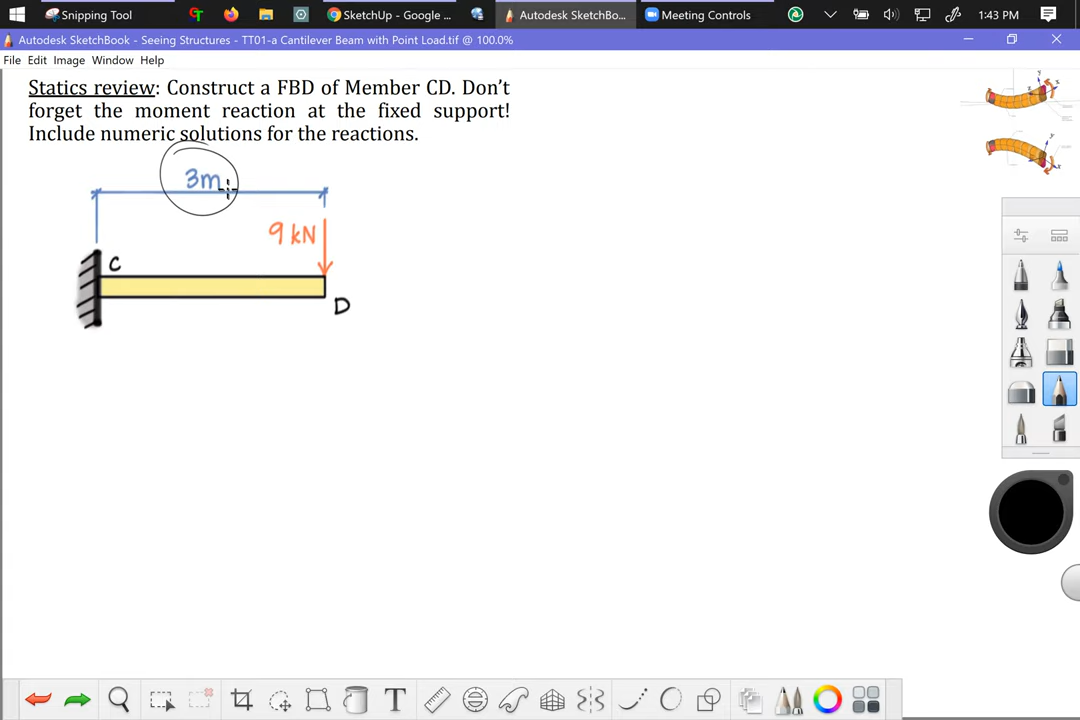 Snipping Tool
SketchUp - Google ...
Autodesk SketchBo...
Meeting Controls
1:43 PM
Autodesk SketchBook - Seeing Structures - TT01-a Cantilever Beam with Point Load.tif @ 100.0%
File Edit Image Window Help
Statics review: Construct a FBD of Member CD. Don't
forget the moment reaction at the fixed support!
Include numeric solutions for the reactions.
3m
9 kN
C
D
T